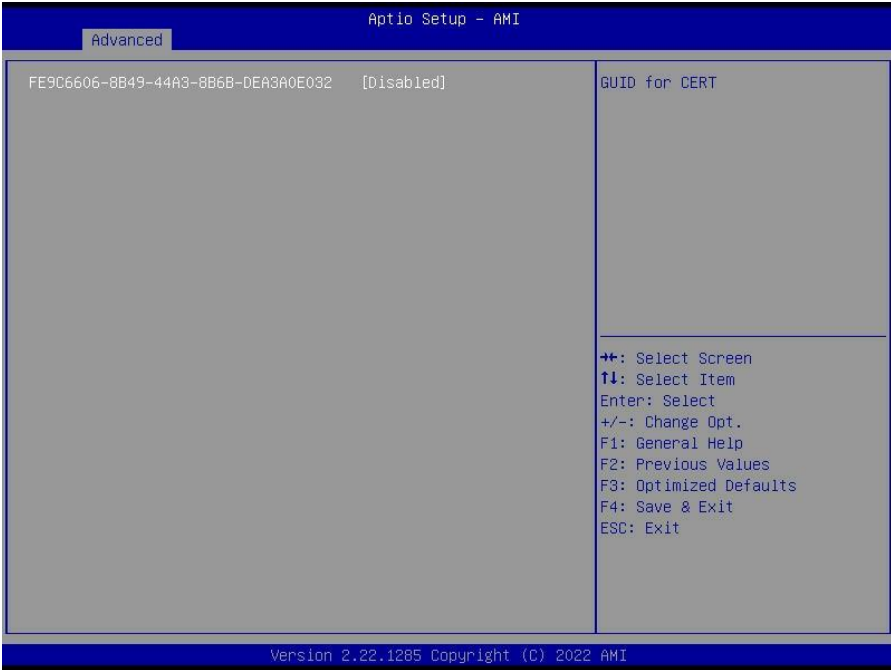 Aptio Setup - AMI
Advanced
FE9C6606-8B49-44A3-8B6B-DEA3A0E032 [Disabled]
GUID for CERT
→←: Select Screen
↑↓: Select Item
Enter: Select
+/-: Change Opt.
F1: General Help
F2: Previous Values
F3: Optimized Defaults
F4: Save & Exit
ESC: Exit
Version 2.22.1285 Copyright (C) 2022 AMI